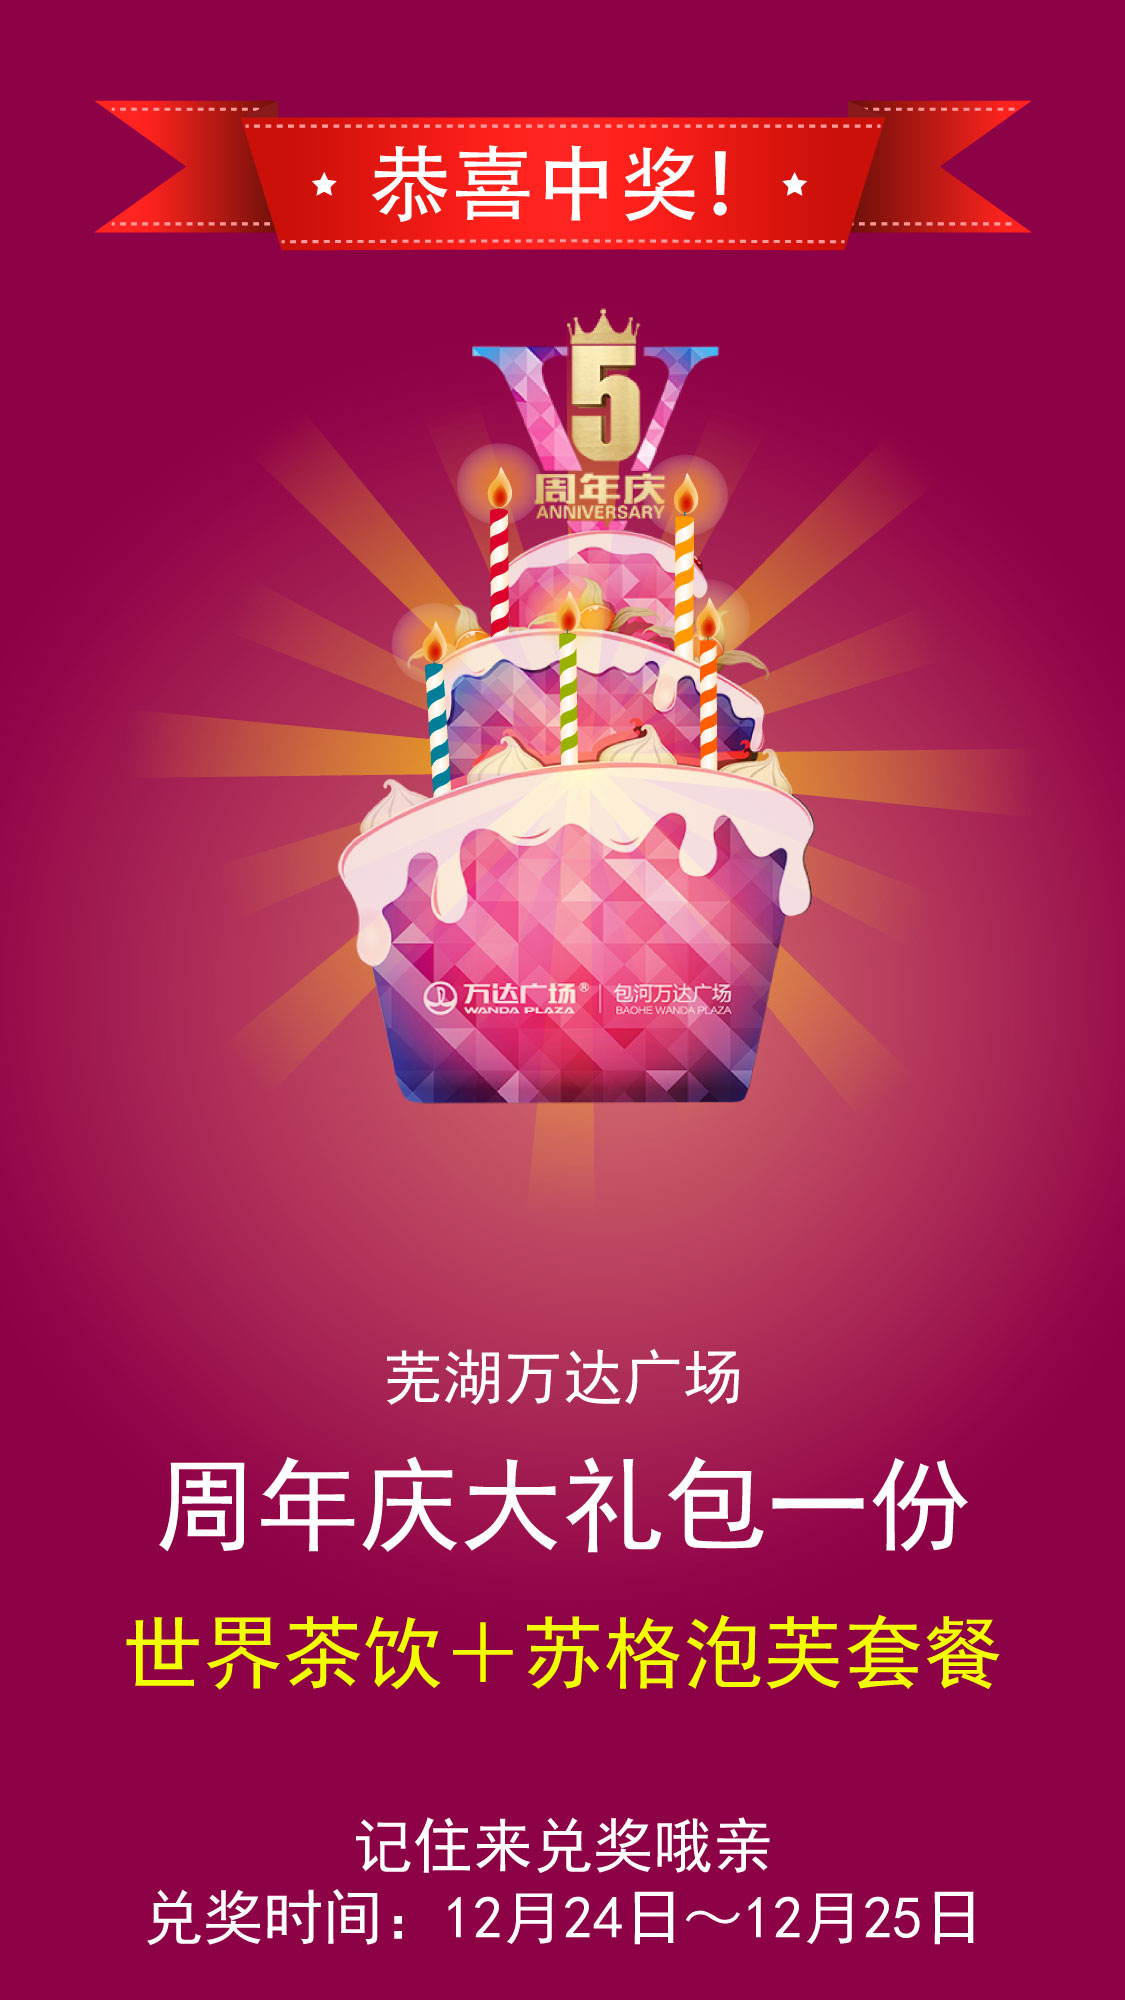 恭喜中奖!
5
周年庆
ANNIVERSARY
万达广场® | 包河万达广场
WANDA PLAZA BAOHE WANDA PLAZA
芜湖万达广场
周年庆大礼包一份
世界茶饮＋苏格泡芙套餐
记住来兑奖哦亲
兑奖时间：12月24日～12月25日